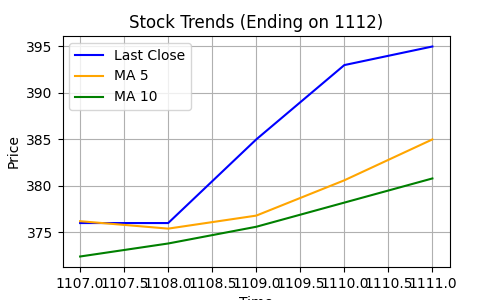 Stock Trends (Ending on 1112)
Last Close
MA 5
MA 10
Price
395
390
385
380
375
1107.0 1107.5 1108.0 1108.5 1109.0 1109.5 1110.0 1110.5 1111.0
Time